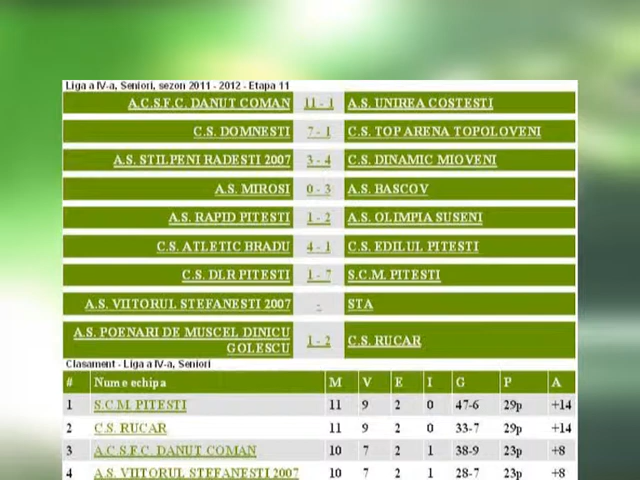 Liga a IV-a, Seniori, sezon 2011 - 2012 - Etapa 11
A.C.S.F.C. DANUT COMAN 11 - 1 A.S. UNIREA COSTESTI
C.S. DOMNESTI 7 - 1 C.S. TOP ARENA TOPOLOVENI
A.S. STILPENI RADESTI 2007 3 - 4 C.S. DINAMIC MIOVENI
A.S. MIROSI 0 - 3 A.S. BASCOV
A.S. RAPID PITESTI 1 - 2 A.S. OLIMPIA SUSENI
C.S. ATLETIC BRADU 4 - 1 C.S. EDILUL PITESTI
C.S. DLR PITESTI 1 - 7 S.C.M. PITESTI
A.S. VIITORUL STEFANESTI 2007 - STA
A.S. POENARI DE MUSCEL DINICU
GOLESCU 1 - 2 C.S. RUCAR
Clasament - Liga a IV-a, Seniori
# Nume echipa M V E I G P A
1 S.C.M. PITESTI 11 9 2 0 47-6 29p +14
2 C.S. RUCAR 11 9 2 0 33-7 29p +14
3 A.C.S.F.C. DANUT COMAN 10 7 2 1 38-9 23p +8
4 A.S. VIITORUL STEFANESTI 2007 10 7 2 1 28-7 23p +8